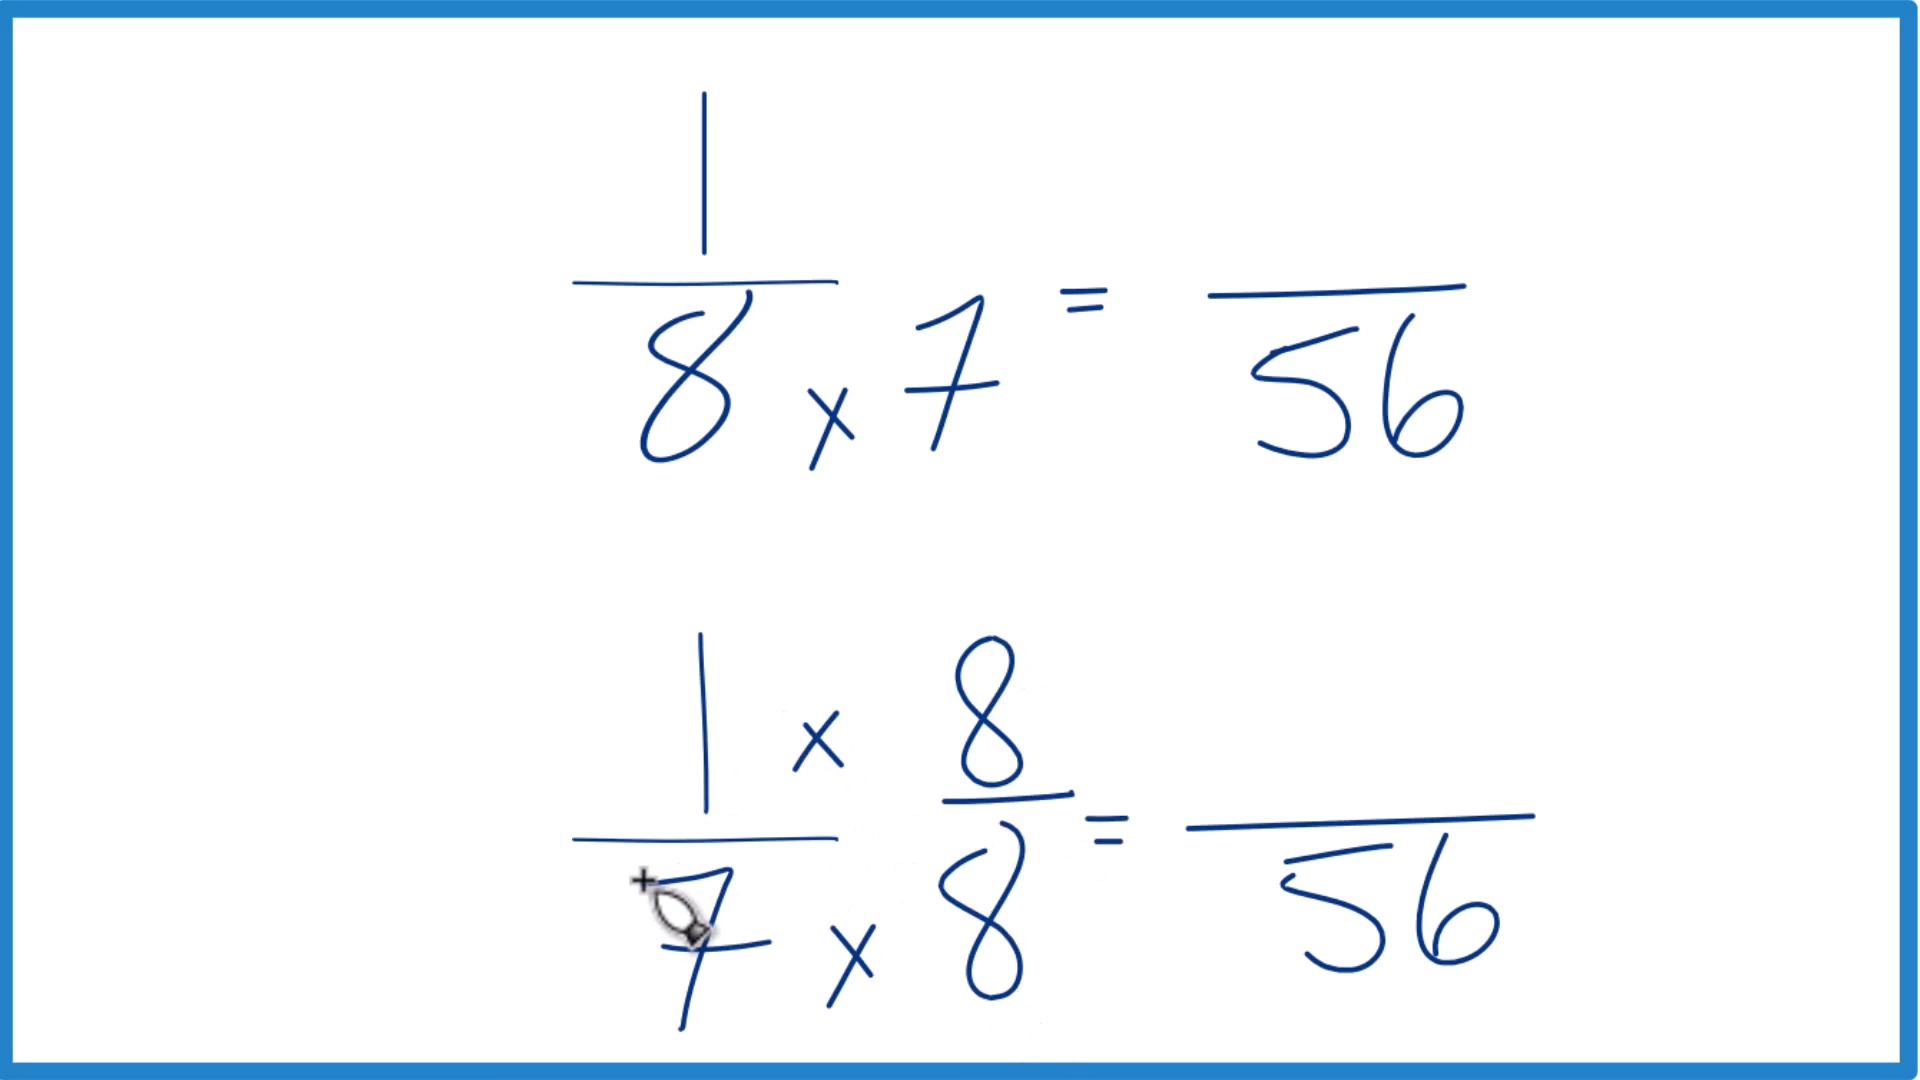 1
8 x 7 = 56
1 x 8
7 x 8 = 56